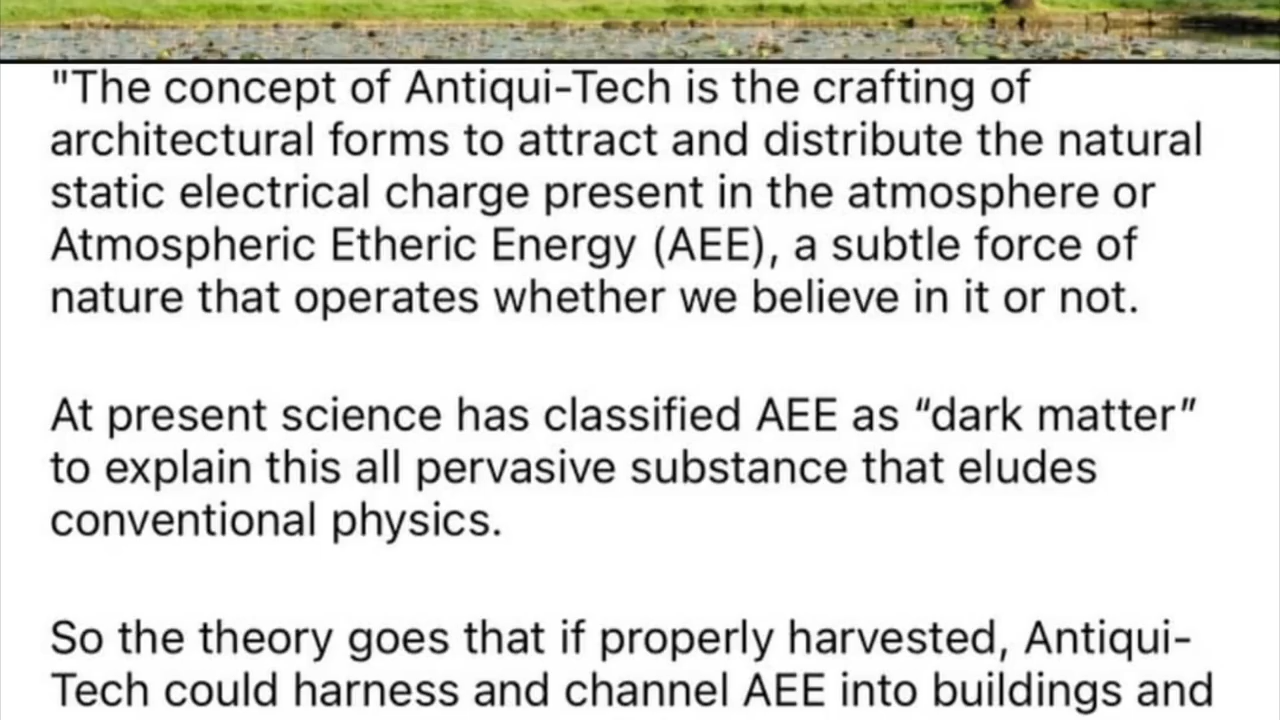 "The concept of Antiqui-Tech is the crafting of
architectural forms to attract and distribute the natural
static electrical charge present in the atmosphere or
Atmospheric Etheric Energy (AEE), a subtle force of
nature that operates whether we believe in it or not.
At present science has classified AEE as “dark matter”
to explain this all pervasive substance that eludes
conventional physics.
So the theory goes that if properly harvested, Antiqui-
Tech could harness and channel AEE into buildings and